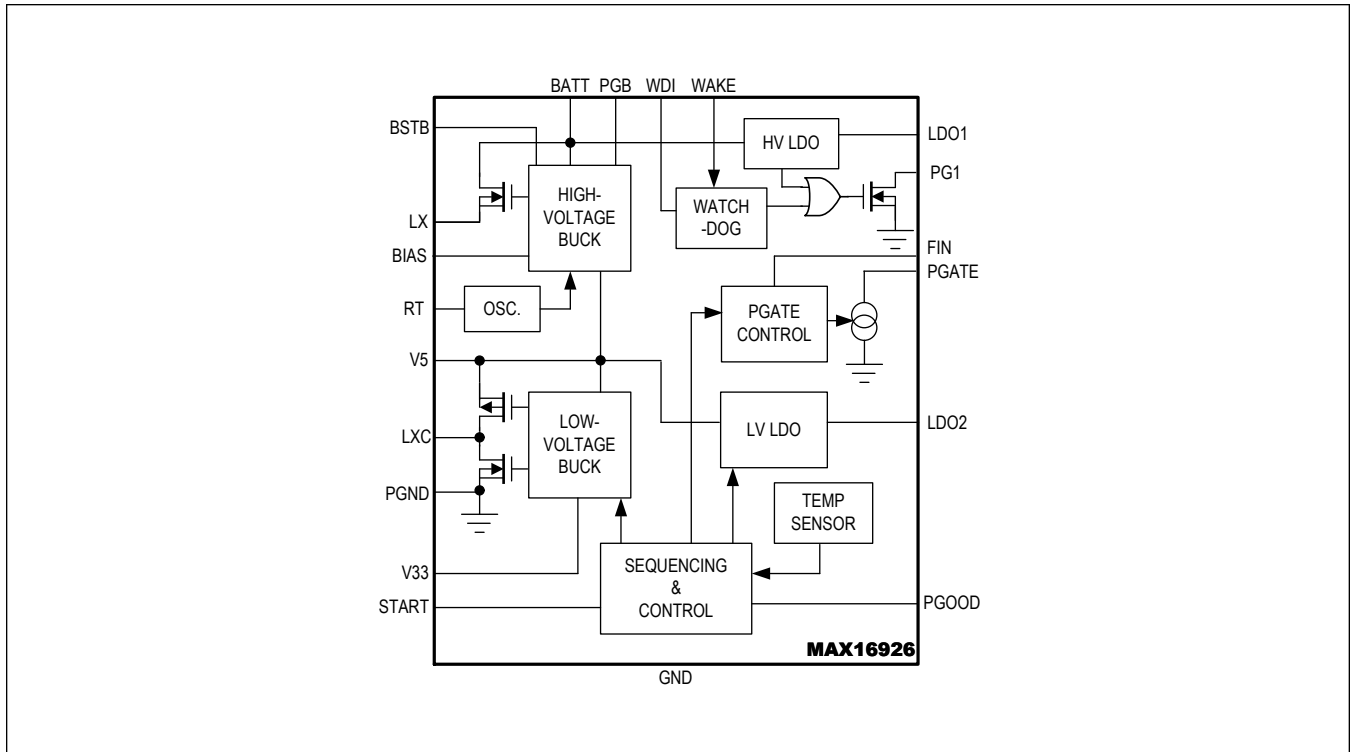 BATT PGB WDI WAKE
BSTB
HV LDO
LDO1
PG1
HIGH-
VOLTAGE
BUCK
WATCH
-DOG
LX
BIAS
FIN
PGATE
RT
OSC.
PGATE
CONTROL
V5
LOW-
VOLTAGE
BUCK
LV LDO
LDO2
LXC
PGND
TEMP
SENSOR
V33
START
SEQUENCING
&
CONTROL
PGOOD
MAX16926
GND